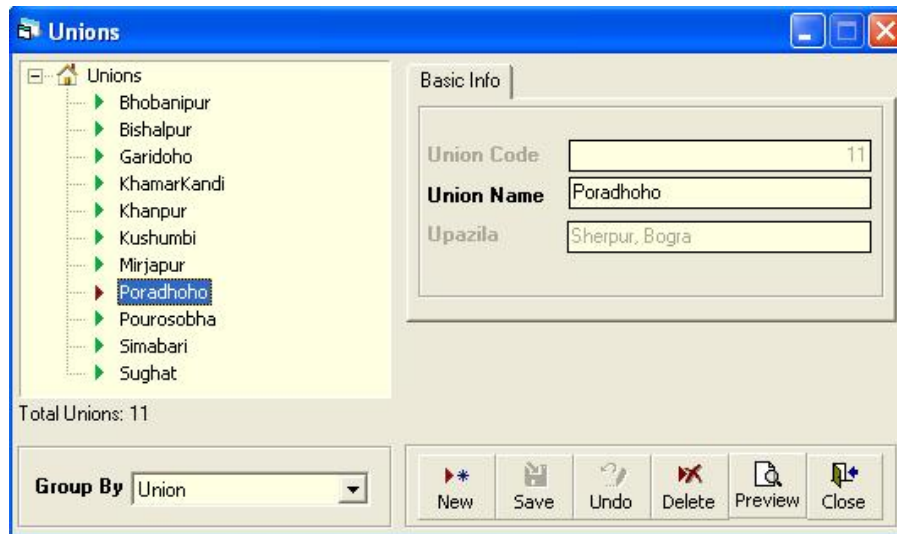 Unions
Unions
Bhobanipur
Bishalpur
Garidoho
KhamarKandi
Khanpur
Kushumbi
Mirjapur
Poradhoho
Pourosobha
Simabari
Sughat
Total Unions: 11
Group By Union
Basic Info
Union Code 11
Union Name Poradhoho
Upazila Sherpur, Bogra
New Save Undo Delete Preview Close